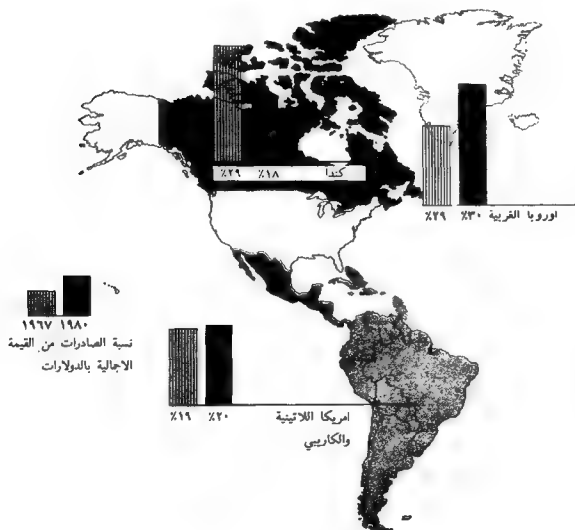 ٪٢٩ ٪١٨ كندا
٪٢٩ ٪٣٠ اوروبا الغربية
١٩٦٧ ١٩٨٠
نسبة الصادرات من القيمة
الاجمالية بالدولارات
٪١٩ ٪٢٠ امريكا اللاتينية
والكاريبي